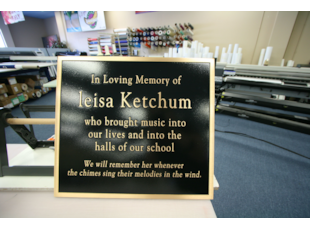 In Loving Memory of
Ieisa Ketchum
who brought music into
our lives and into the
halls of our school
We will remember her whenever
the chimes sing their melodies in the wind.